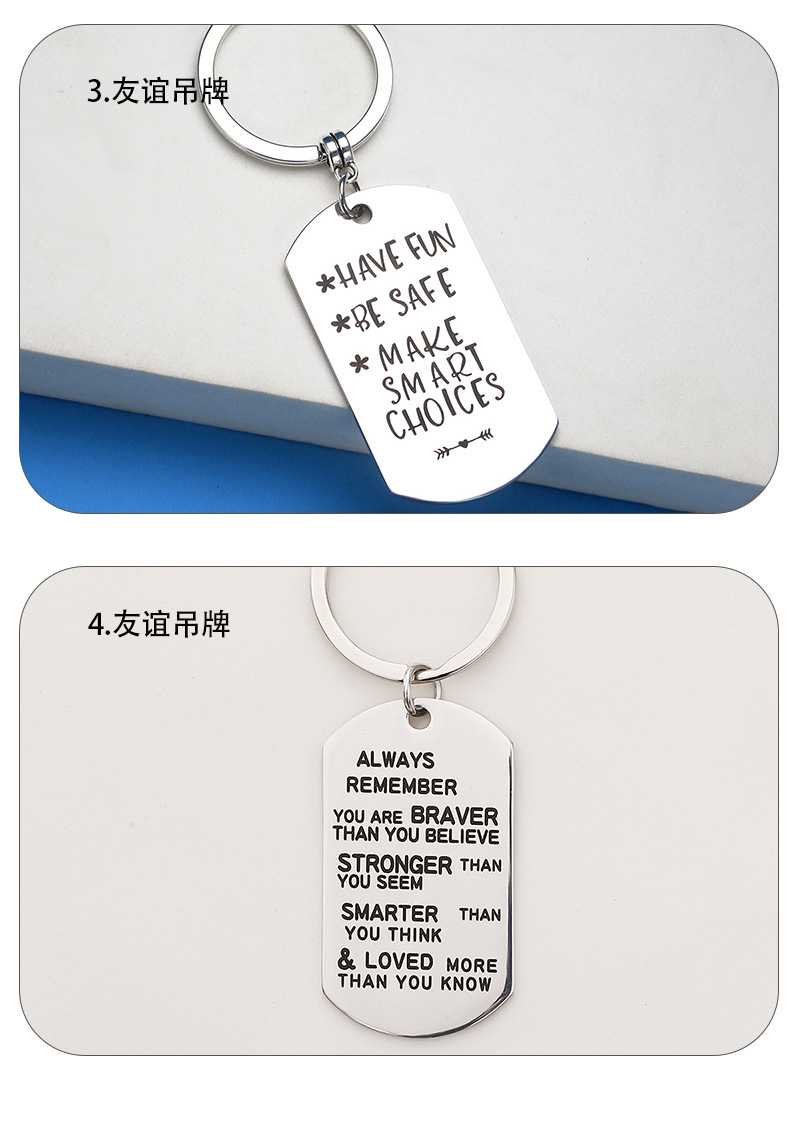 3.友谊吊牌
*HAVE FUN
*BE SAFE
* MAKE
SMART
CHOICES
4.友谊吊牌
ALWAYS
REMEMBER
YOU ARE BRAVER
THAN YOU BELIEVE
STRONGER THAN
YOU SEEM
SMARTER THAN
YOU THINK
& LOVED MORE
THAN YOU KNOW